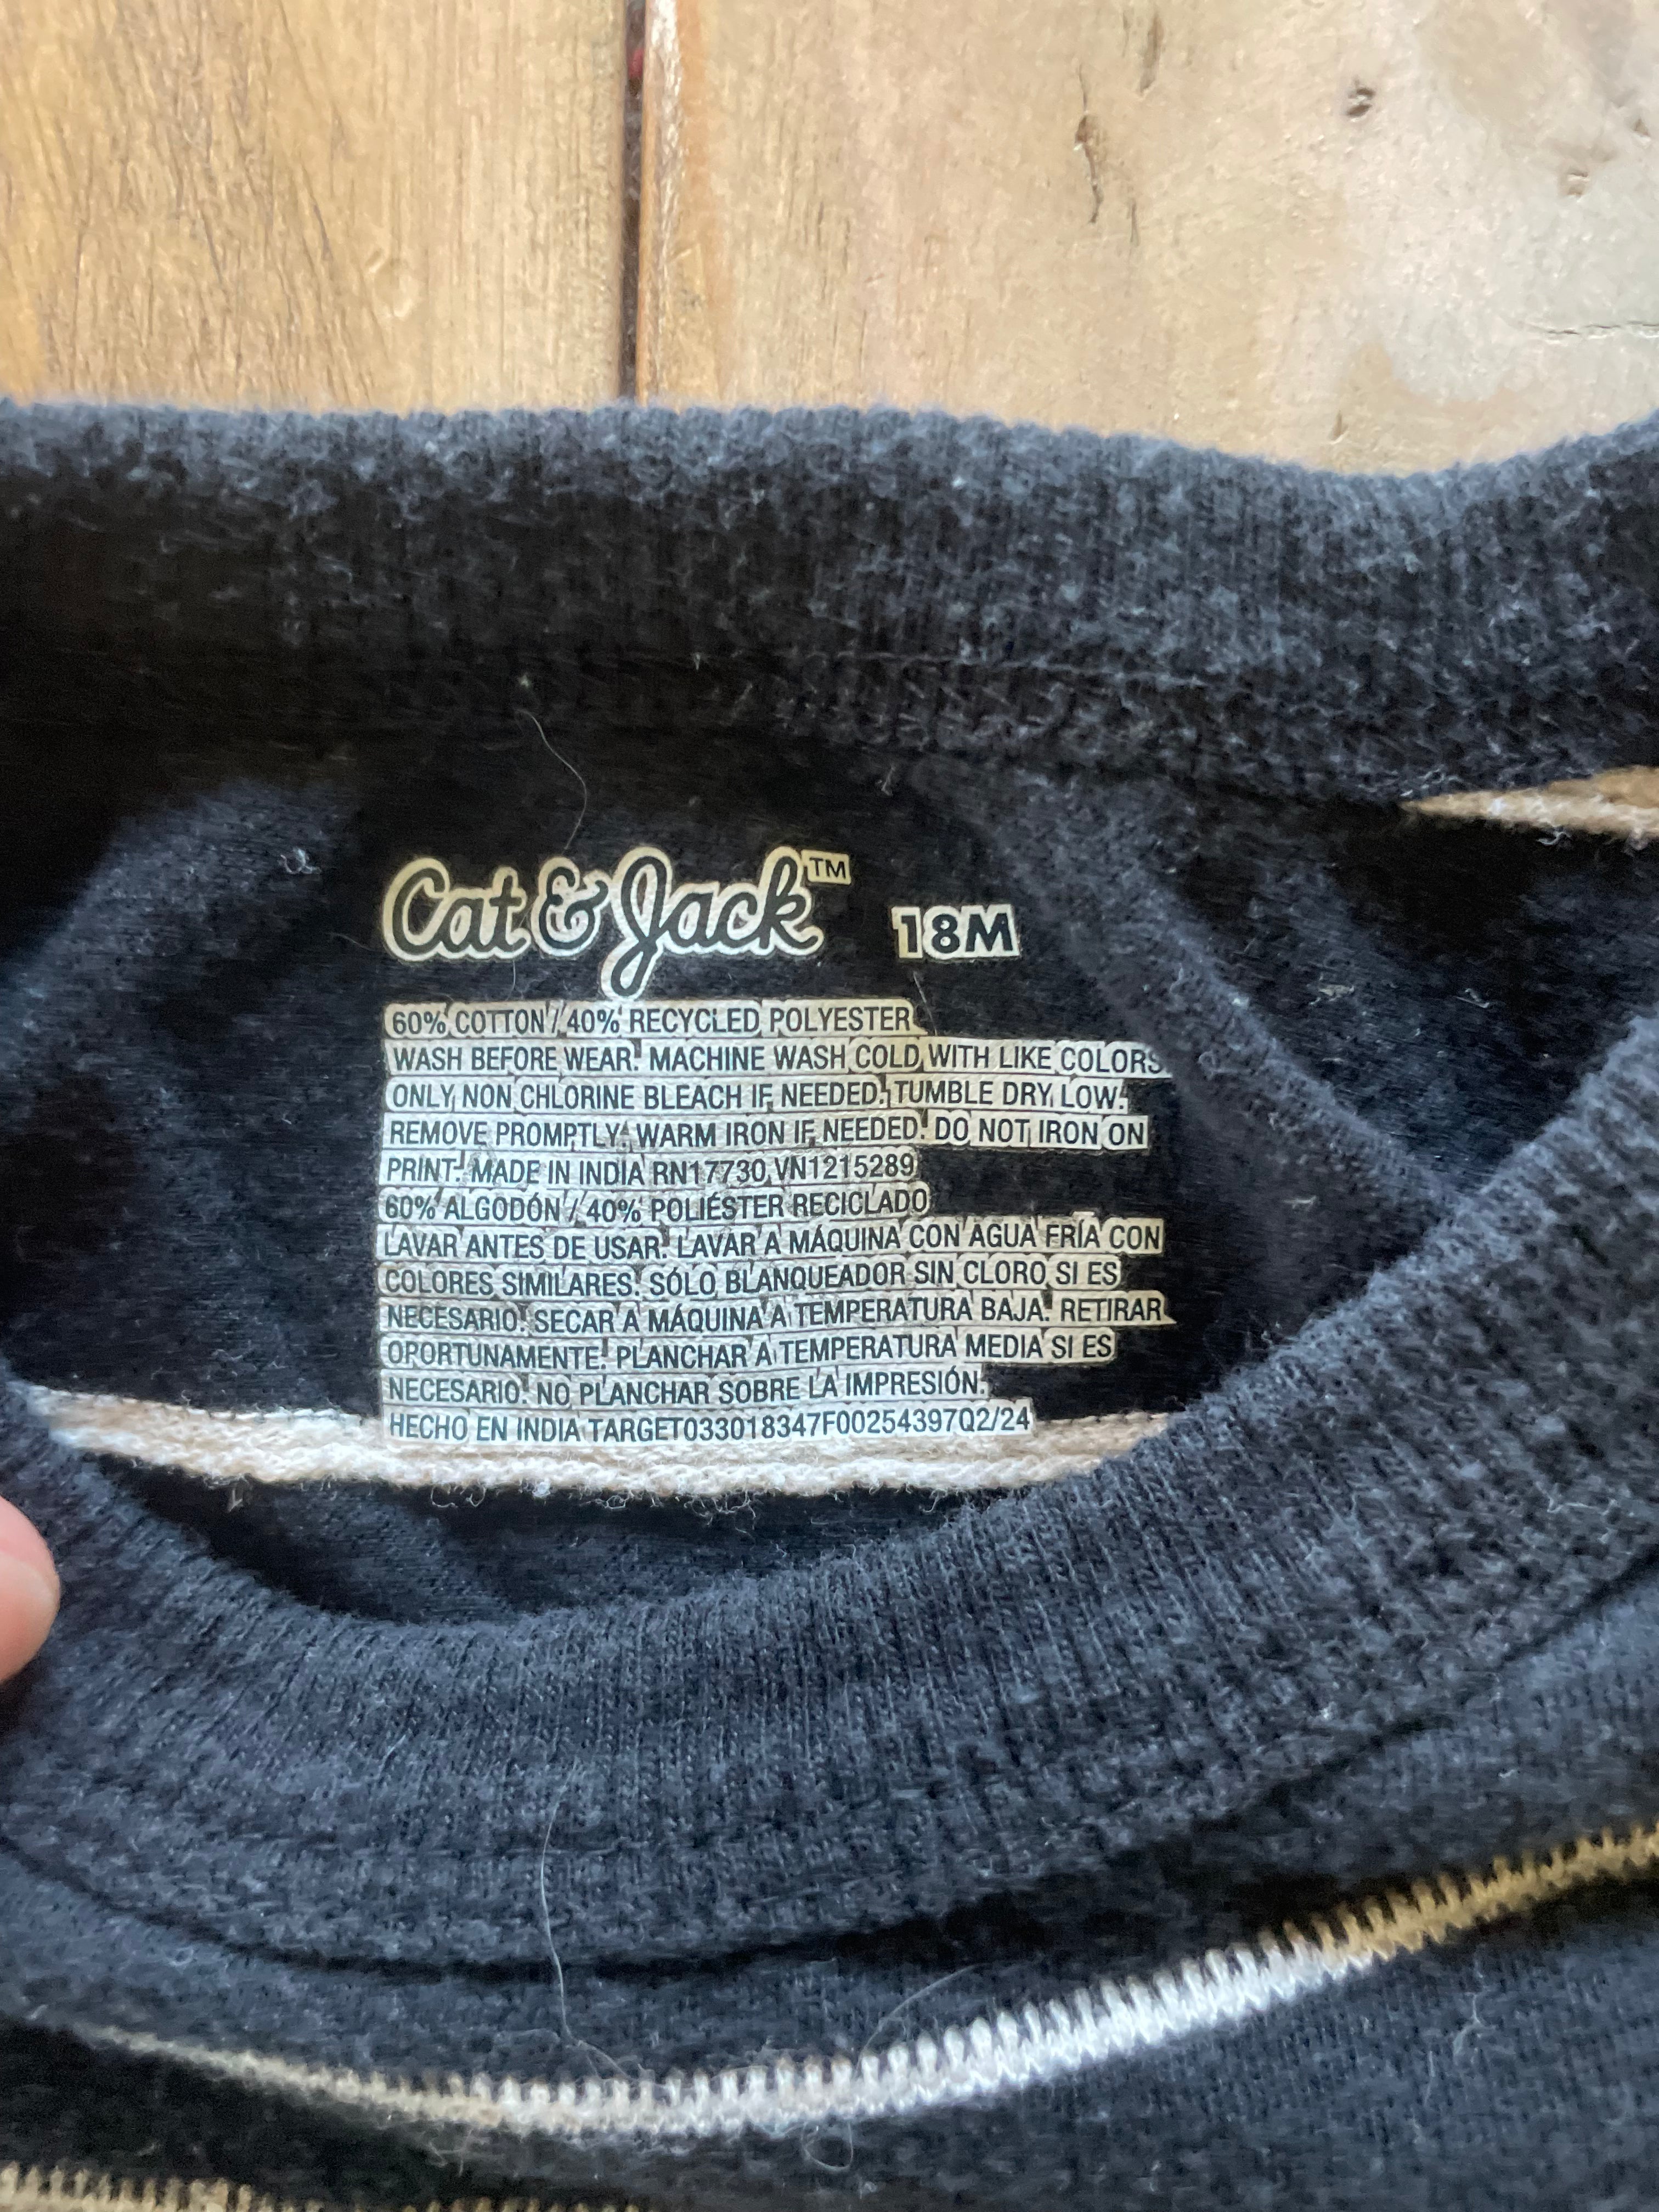 Cat & Jack™ 18M
60% COTTON / 40% RECYCLED POLYESTER
WASH BEFORE WEAR. MACHINE WASH COLD WITH LIKE COLORS.
ONLY NON CHLORINE BLEACH IF NEEDED. TUMBLE DRY LOW.
REMOVE PROMPTLY. WARM IRON IF NEEDED. DO NOT IRON ON
PRINT. MADE IN INDIA RN17730 VN1215289
60% ALGODÓN / 40% POLIÉSTER RECICLADO
LAVAR ANTES DE USAR. LAVAR A MÁQUINA CON AGUA FRÍA CON
COLORES SIMILARES. SÓLO BLANQUEADOR SIN CLORO SI ES
NECESARIO. SECAR A MÁQUINA A TEMPERATURA BAJA. RETIRAR
OPORTUNAMENTE. PLANCHAR A TEMPERATURA MEDIA SI ES
NECESARIO. NO PLANCHAR SOBRE LA IMPRESIÓN.
HECHO EN INDIA TARGET033018347F00254397Q2/24